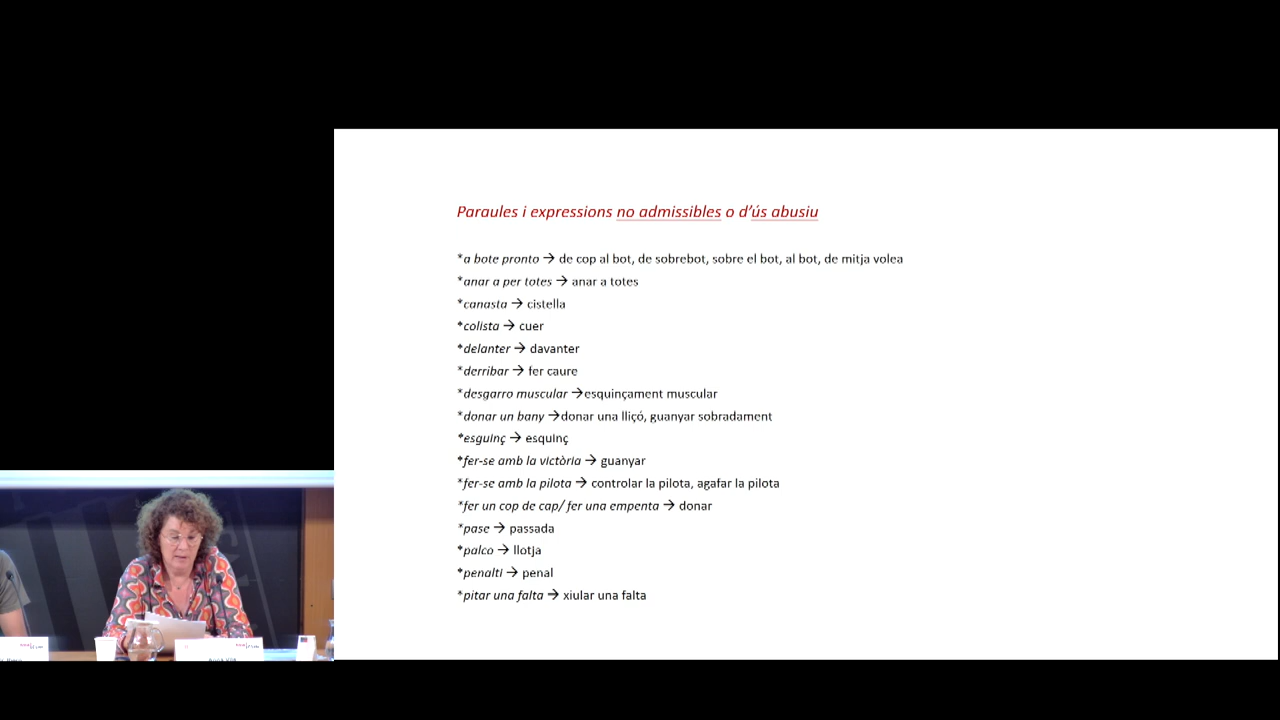 Paraules i expressions no admissibles o d'ús abusiu
*a bote pronto → de cop al bot, de sobrebot, sobre el bot, al bot, de mitja volea
*anar a per totes → anar a totes
*canasta → cistella
*colista → cuer
*delanter → davanter
*derribar → fer caure
*desgarro muscular →esquinçament muscular
*donar un bany →donar una lliçó, guanyar sobradament
*esguinç → esquinç
*fer-se amb la victòria → guanyar
*fer-se amb la pilota → controlar la pilota, agafar la pilota
*fer un cop de cap/ fer una empenta → donar
*pase → passada
*palco → llotja
*penalti → penal
*pitar una falta → xiular una falta